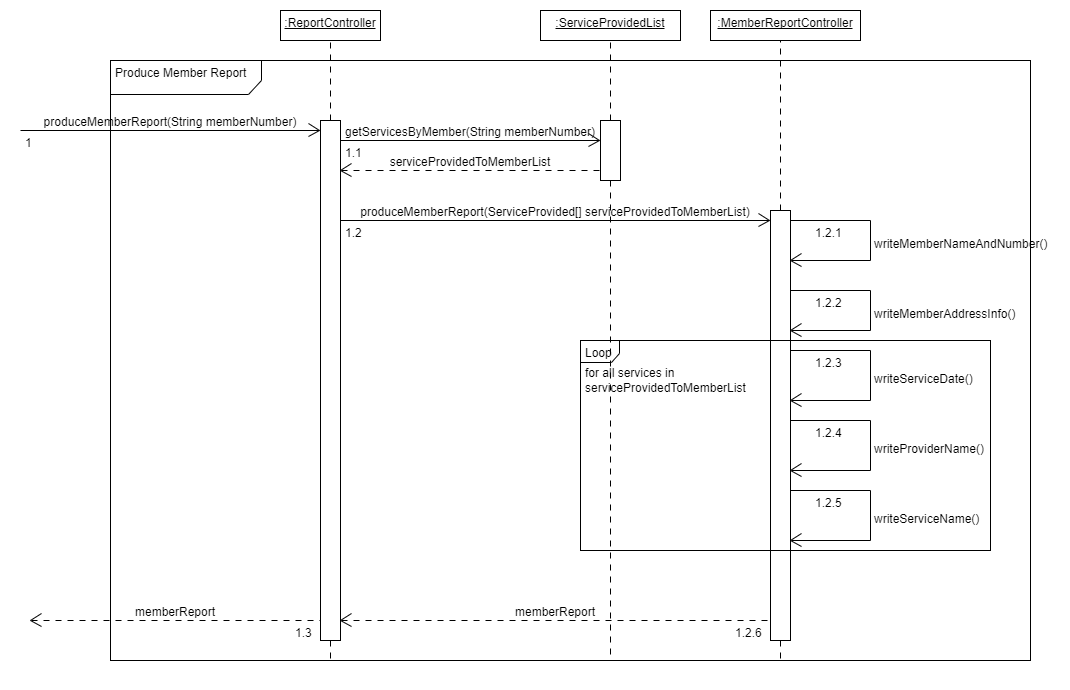 :ReportController
:ServiceProvidedList
:MemberReportController
Produce Member Report
produceMemberReport(String memberNumber)
1
getServicesByMember(String memberNumber)
1.1
serviceProvidedToMemberList
produceMemberReport(ServiceProvided[] serviceProvidedToMemberList)
1.2
1.2.1
writeMemberNameAndNumber()
1.2.2
writeMemberAddressInfo()
Loop
for all services in
serviceProvidedToMemberList
1.2.3
writeServiceDate()
1.2.4
writeProviderName()
1.2.5
writeServiceName()
memberReport
1.3
memberReport
1.2.6